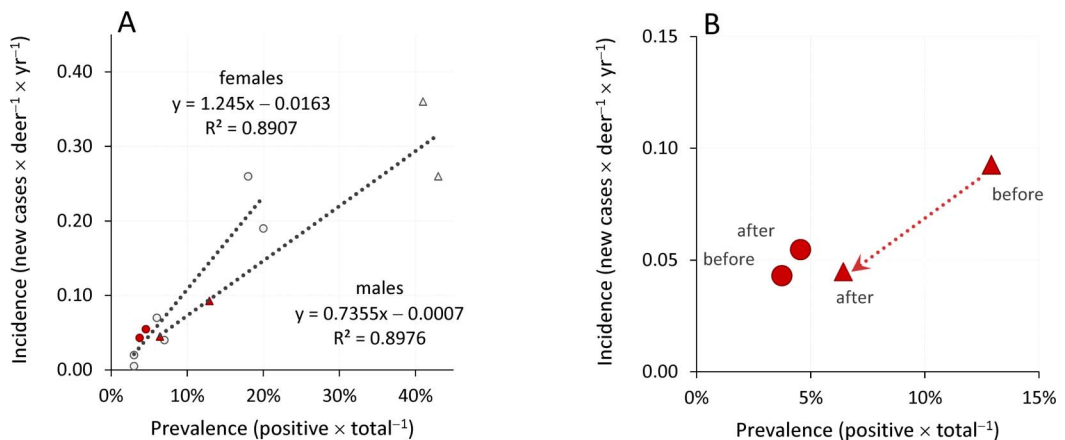 A
Incidence (new cases × deer⁻¹ × yr⁻¹)
0.40
0.30
0.20
0.10
0.00
females
y = 1.245x − 0.0163
R² = 0.8907
males
y = 0.7355x − 0.0007
R² = 0.8976
0% 10% 20% 30% 40%
Prevalence (positive × total⁻¹)
B
Incidence (new cases × deer⁻¹ × yr⁻¹)
0.15
0.10
0.05
0.00
before
after
before
after
0% 5% 10% 15%
Prevalence (positive × total⁻¹)